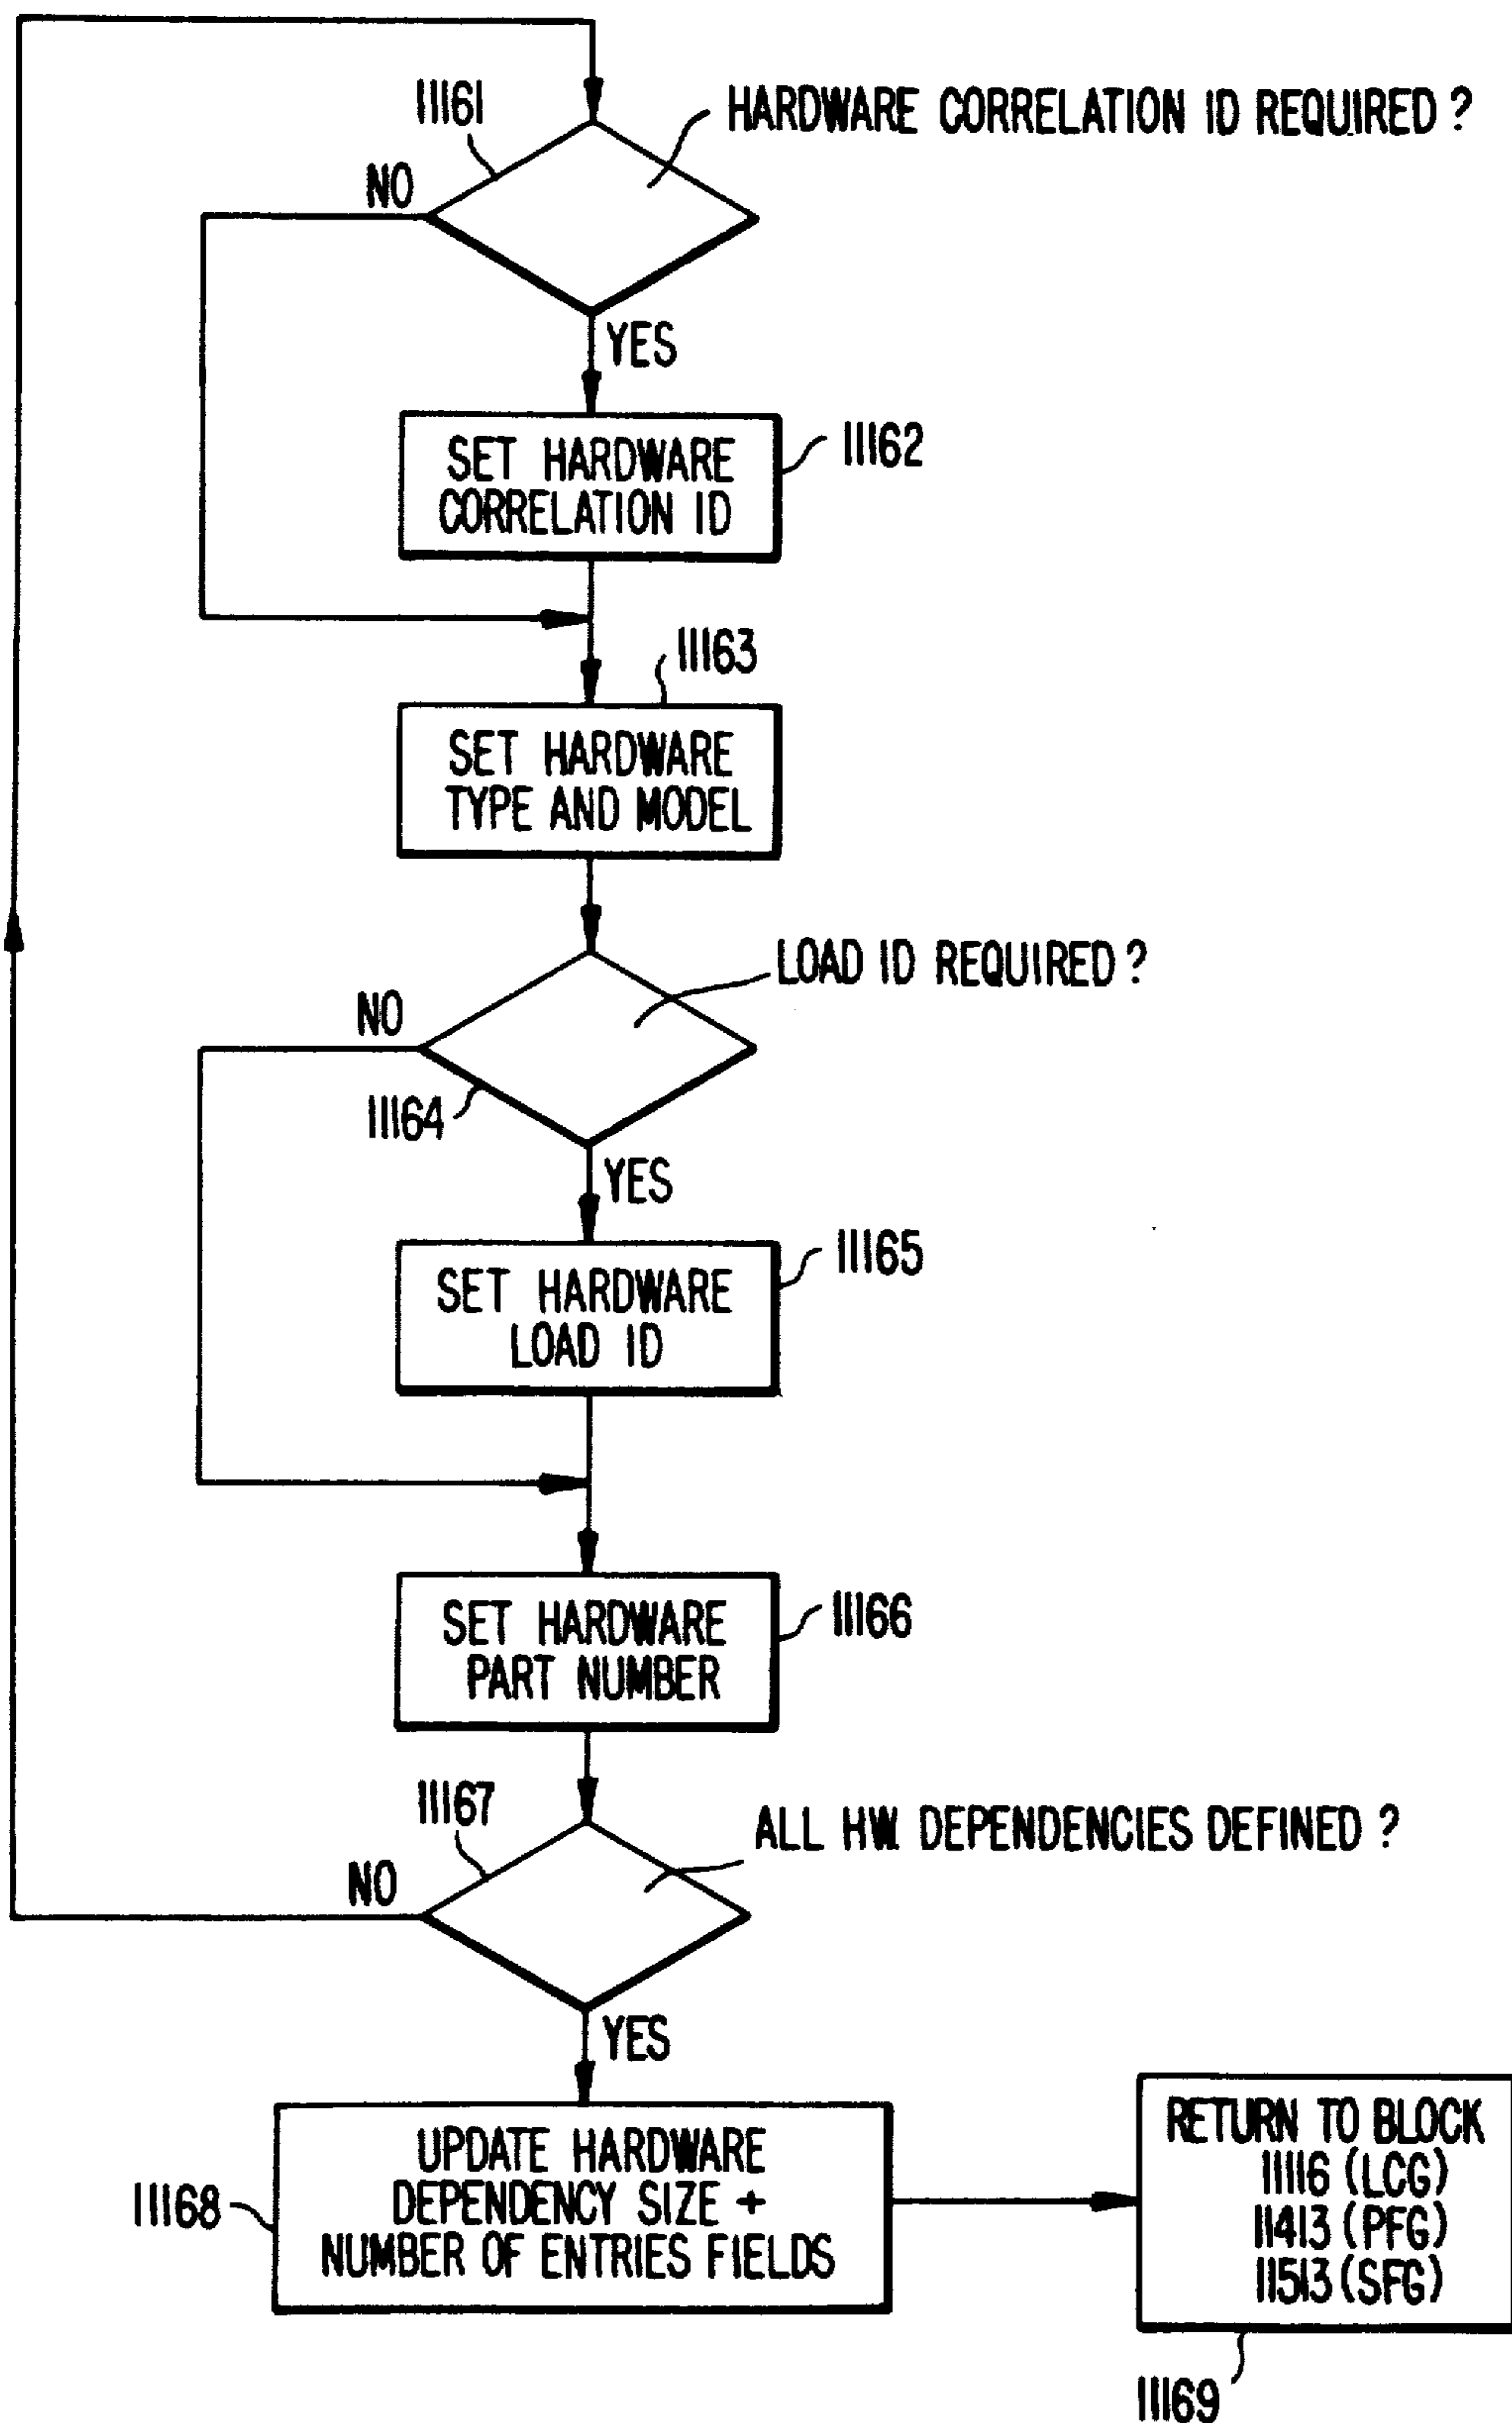 11161
HARDWARE CORRELATION ID REQUIRED ?
NO
YES
SET HARDWARE
CORRELATION ID
11162
11163
SET HARDWARE
TYPE AND MODEL
LOAD ID REQUIRED ?
NO
11164
YES
SET HARDWARE
LOAD ID
11165
SET HARDWARE
PART NUMBER
11166
11167
ALL HW. DEPENDENCIES DEFINED ?
NO
YES
UPDATE HARDWARE
DEPENDENCY SIZE +
NUMBER OF ENTRIES FIELDS
11168
RETURN TO BLOCK
11116 (LCG)
11413 (PFG)
11513 (SFG)
11169